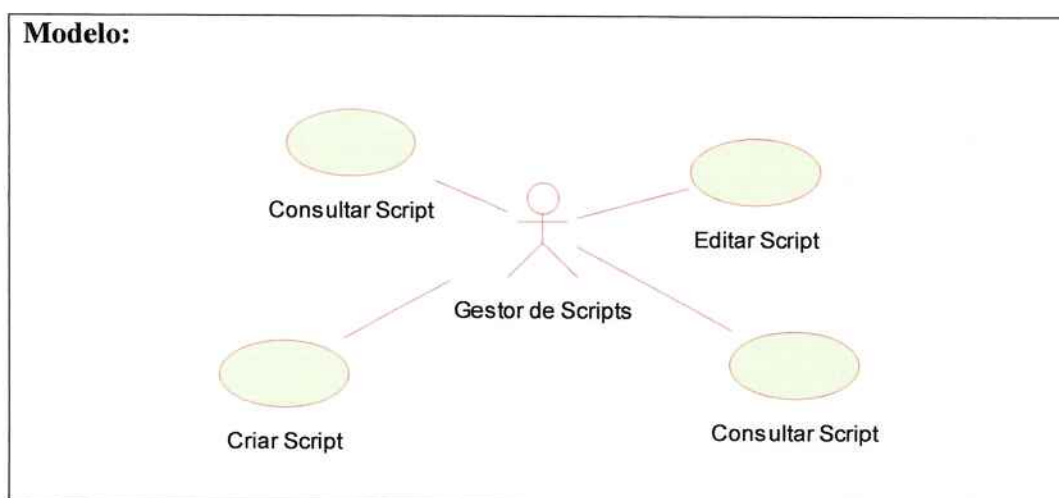 Modelo:
Consultar Script
Editar Script
Gestor de Scripts
Criar Script
Consultar Script